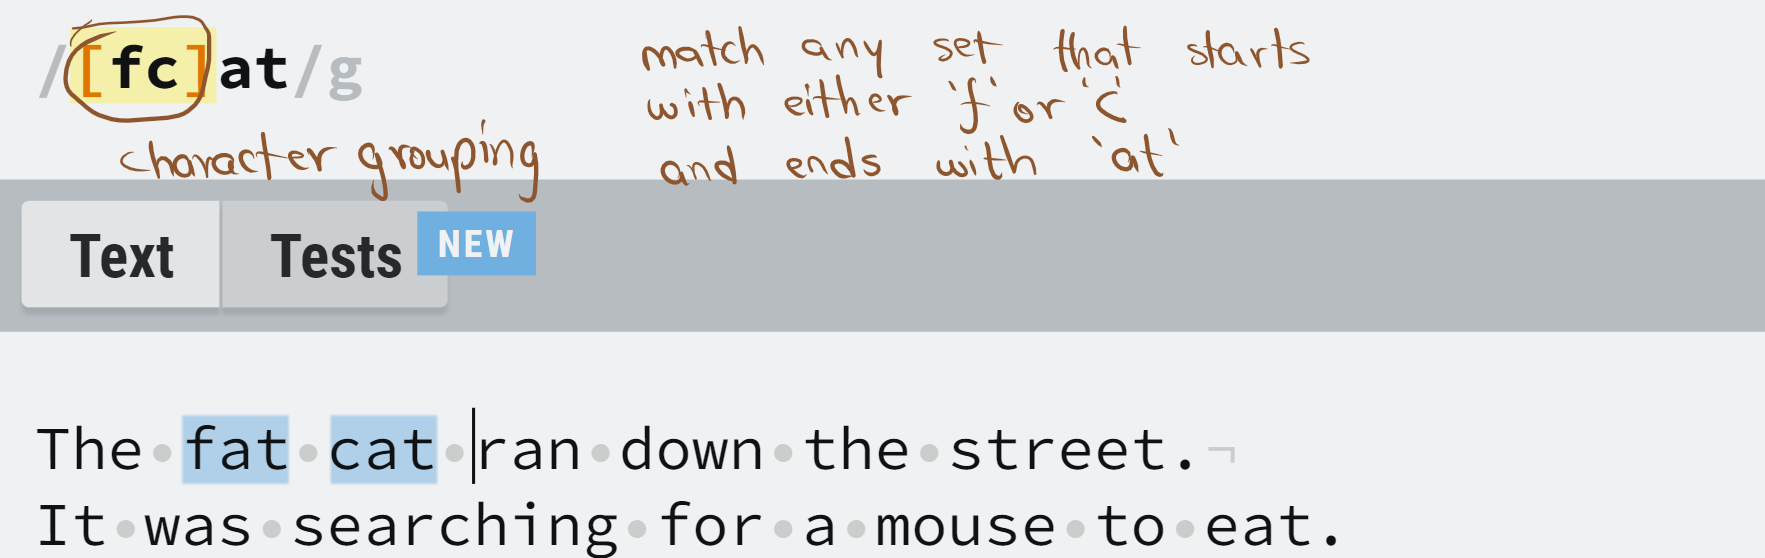 /[fc]at/g
match any set that starts
with either 'f' or 'c'
and ends with 'at'
character grouping
Text Tests NEW
The·fat·cat·ran·down·the·street.¬
It·was·searching·for·a·mouse·to·eat.